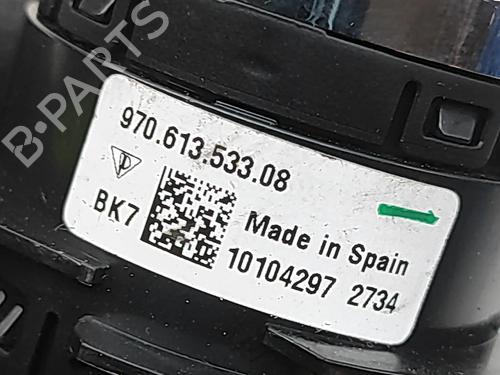 B-PARTS
970.613.533.08
BK7
Made in Spain
10104297 2734